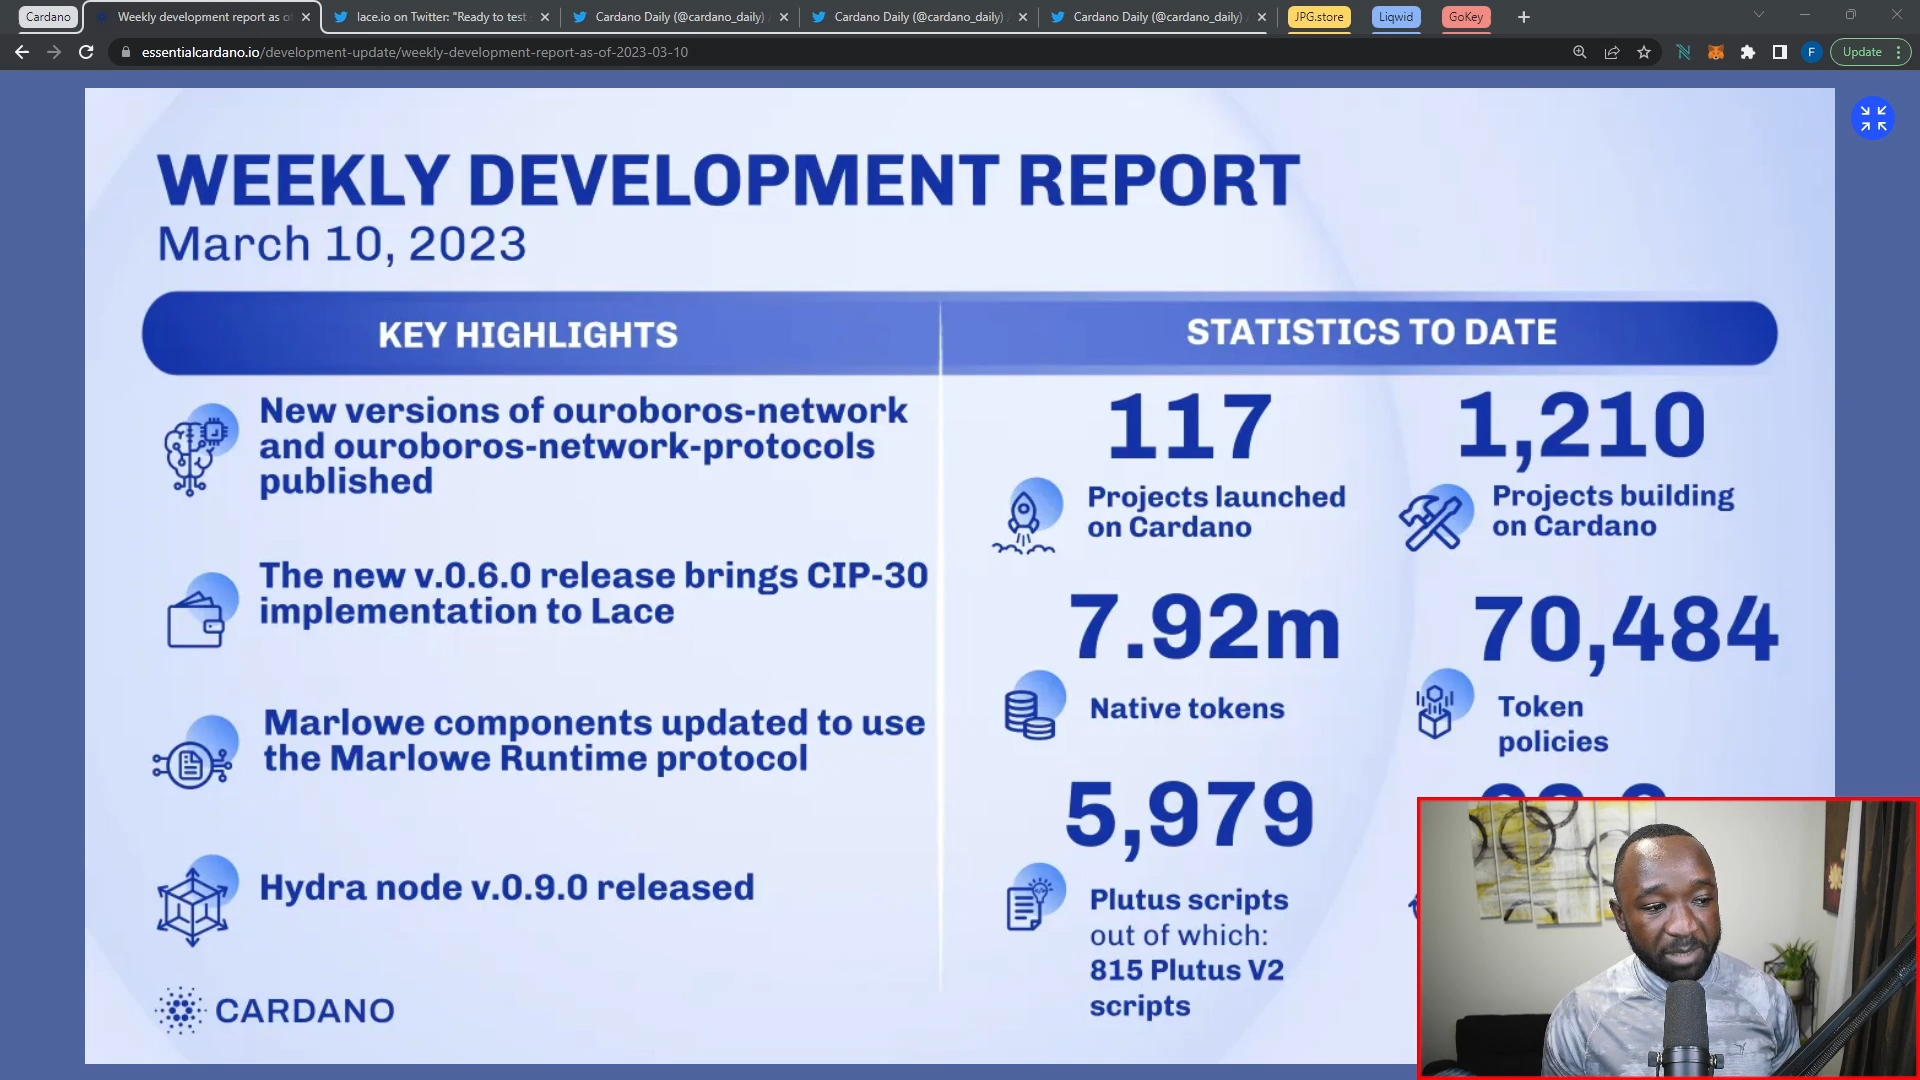 Cardano
Weekly development report as o
lace.io on Twitter: "Ready to test
Cardano Daily (@cardano_daily)
Cardano Daily (@cardano_daily)
Cardano Daily (@cardano_daily)
JPG.store
Liqwid
GoKey
essentialcardano.io/development-update/weekly-development-report-as-of-2023-03-10
F
Update
WEEKLY DEVELOPMENT REPORT
March 10, 2023
KEY HIGHLIGHTS
New versions of ouroboros-network
and ouroboros-network-protocols
published
The new v.0.6.0 release brings CIP-30
implementation to Lace
Marlowe components updated to use
the Marlowe Runtime protocol
Hydra node v.0.9.0 released
CARDANO
STATISTICS TO DATE
117
Projects launched
on Cardano
1,210
Projects building
on Cardano
7.92m
Native tokens
70,484
Token
policies
5,979
Plutus scripts
out of which:
815 Plutus V2
scripts